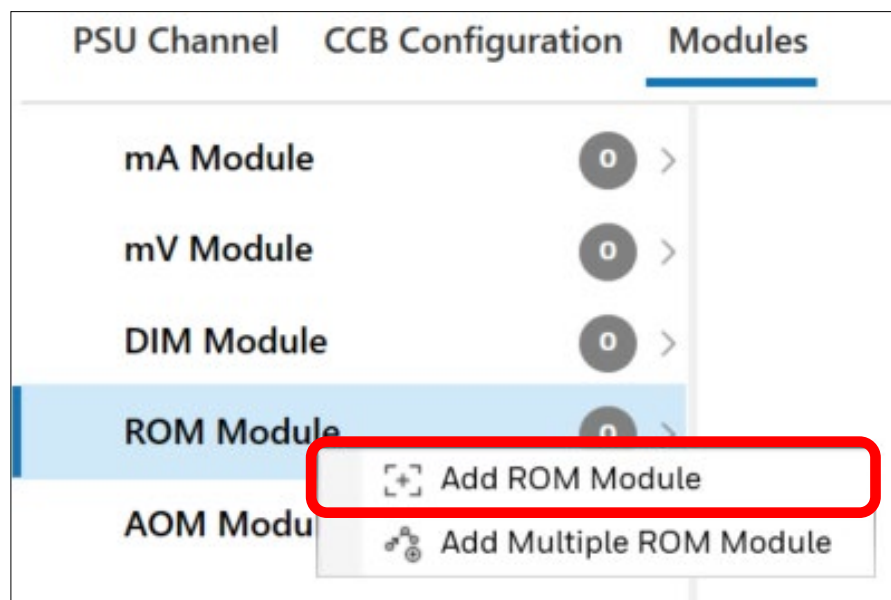 PSU Channel CCB Configuration Modules
mA Module 0
mV Module 0
DIM Module 0
ROM Module 0
Add ROM Module
AOM Modu
Add Multiple ROM Module